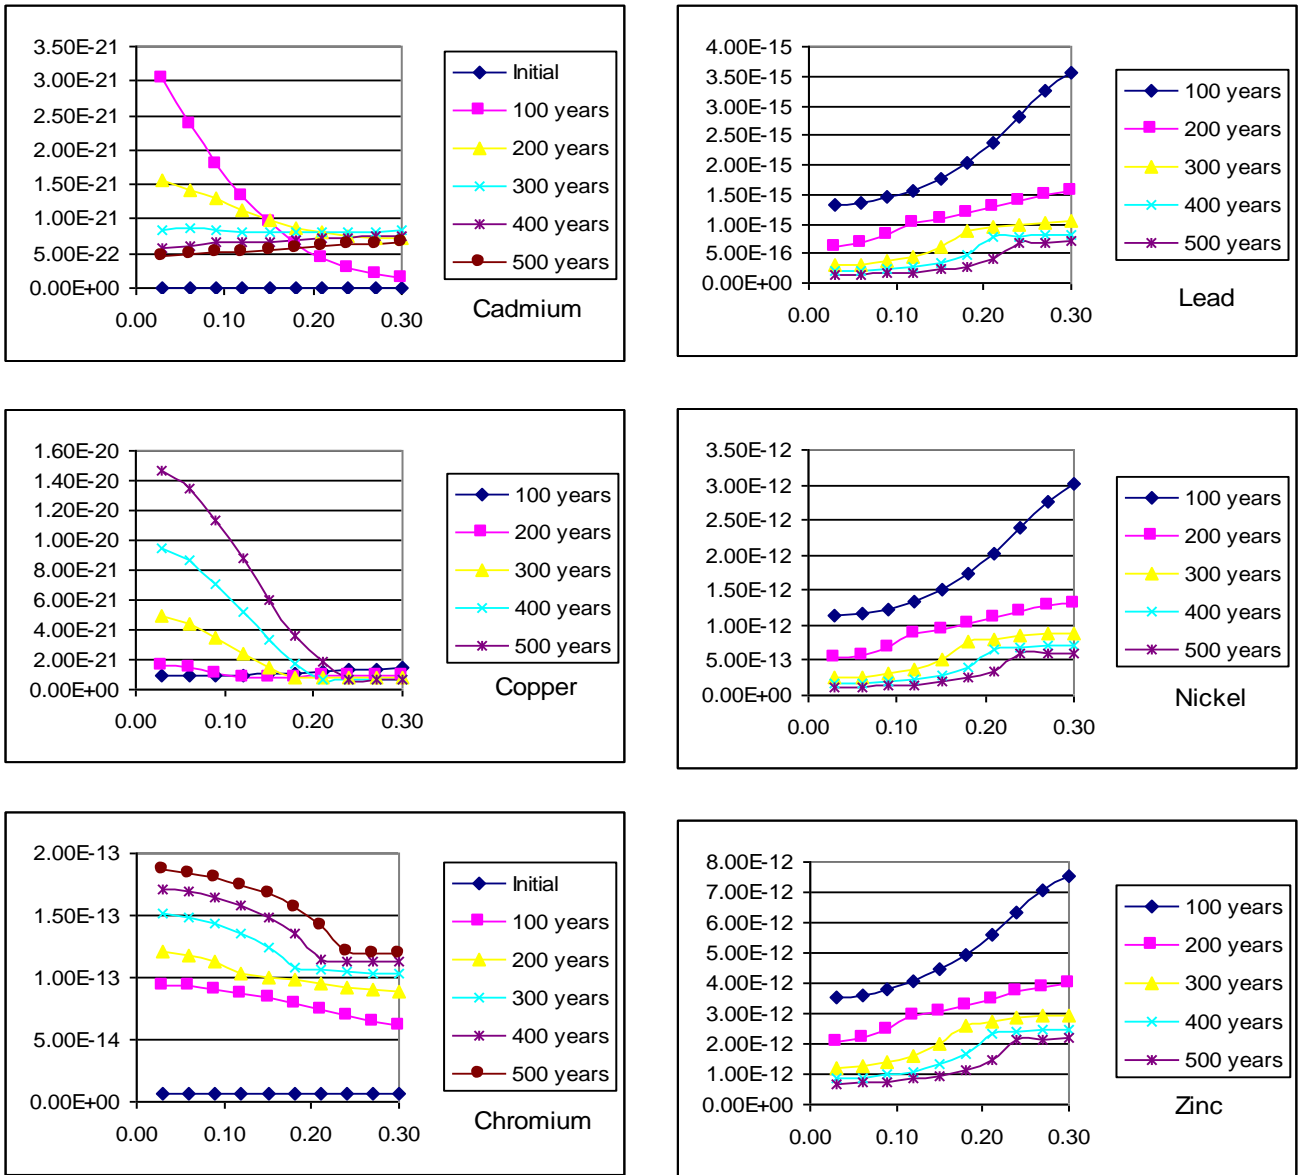 3.50E-21
3.00E-21
2.50E-21
2.00E-21
1.50E-21
1.00E-21
5.00E-22
0.00E+00
0.00 0.10 0.20 0.30
Initial
100 years
200 years
300 years
400 years
500 years
Cadmium
4.00E-15
3.50E-15
3.00E-15
2.50E-15
2.00E-15
1.50E-15
1.00E-15
5.00E-16
0.00E+00
0.00 0.10 0.20 0.30
100 years
200 years
300 years
400 years
500 years
Lead
1.60E-20
1.40E-20
1.20E-20
1.00E-20
8.00E-21
6.00E-21
4.00E-21
2.00E-21
0.00E+00
0.00 0.10 0.20 0.30
100 years
200 years
300 years
400 years
500 years
Copper
3.50E-12
3.00E-12
2.50E-12
2.00E-12
1.50E-12
1.00E-12
5.00E-13
0.00E+00
0.00 0.10 0.20 0.30
100 years
200 years
300 years
400 years
500 years
Nickel
2.00E-13
1.50E-13
1.00E-13
5.00E-14
0.00E+00
0.00 0.10 0.20 0.30
Initial
100 years
200 years
300 years
400 years
500 years
Chromium
8.00E-12
7.00E-12
6.00E-12
5.00E-12
4.00E-12
3.00E-12
2.00E-12
1.00E-12
0.00E+00
0.00 0.10 0.20 0.30
100 years
200 years
300 years
400 years
500 years
Zinc